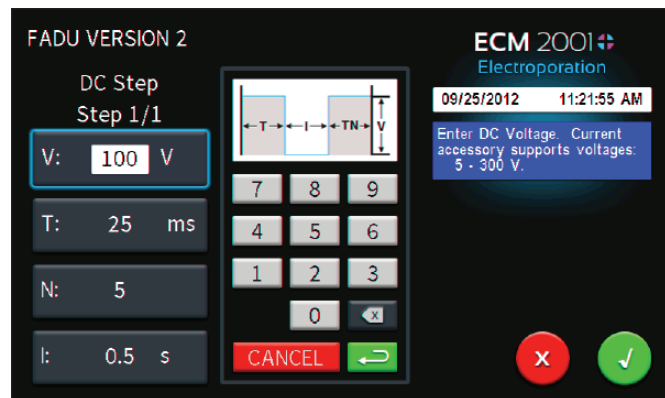 FADU VERSION 2
DC Step
Step 1/1
V: 100 V
T: 25 ms
N: 5
I: 0.5 s
T I TN V
7 8 9
4 5 6
1 2 3
0 x
CANCEL
ECM 2001
Electroporation
09/25/2012 11:21:55 AM
Enter DC Voltage. Current
accessory supports voltages:
5 - 300 V.
x